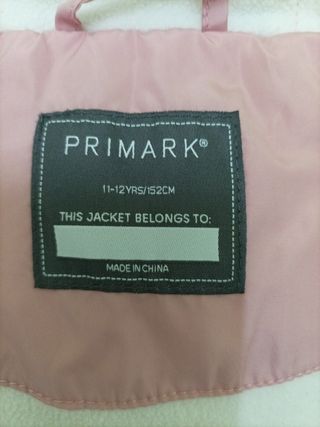 PRIMARK®
11-12YRS/152CM
THIS JACKET BELONGS TO:
MADE IN CHINA